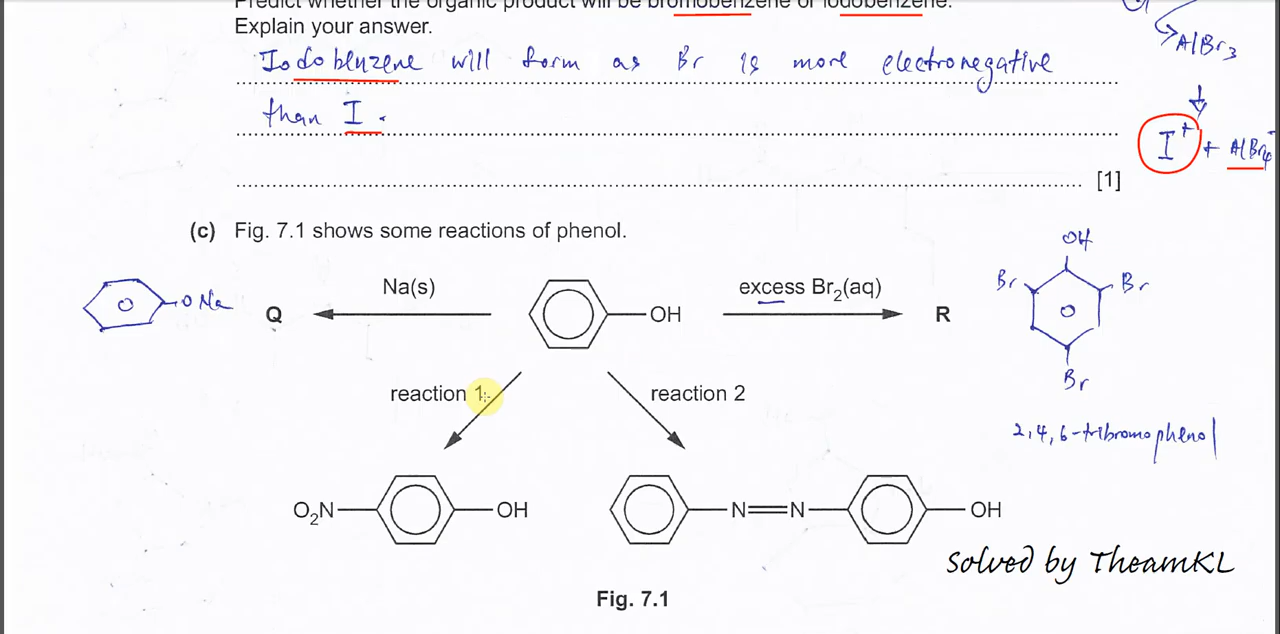 Predict whether the organic product will be bromobenzene or iodobenzene.
Explain your answer.
Iodobenzene will form as Br is more electronegative
than I.
[1]
AlBr3
I+ + AlBr4-
(c) Fig. 7.1 shows some reactions of phenol.
ONa
Q
Na(s)
OH
excess Br2(aq)
R
OH
Br
Br
Br
reaction 1
reaction 2
2,4,6-tribromophenol
O2N
OH
N
N
OH
Solved by TheamKL
Fig. 7.1